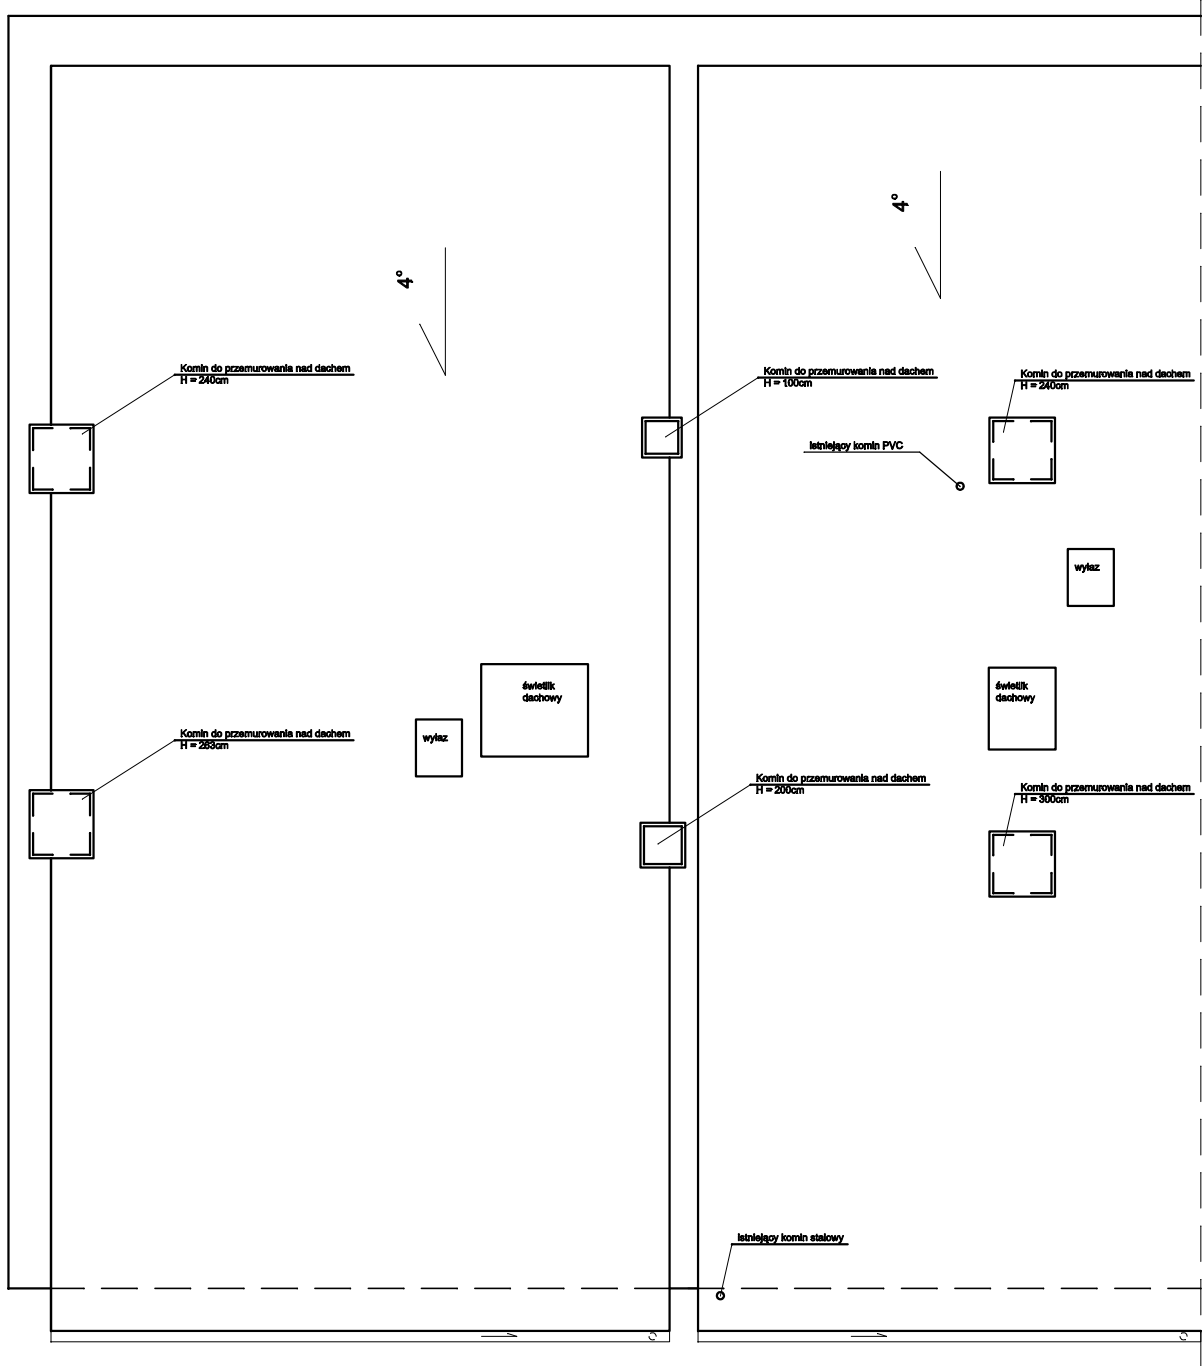 4°
4°
Komin do przemurowania nad dachem
H = 240cm
Komin do przemurowania nad dachem
H = 100cm
Komin do przemurowania nad dachem
H = 240cm
Istniejący komin PVC
wyłaz
świetlik
dachowy
świetlik
dachowy
wyłaz
Komin do przemurowania nad dachem
H = 263cm
Komin do przemurowania nad dachem
H = 200cm
Komin do przemurowania nad dachem
H = 300cm
Istniejący komin stalowy